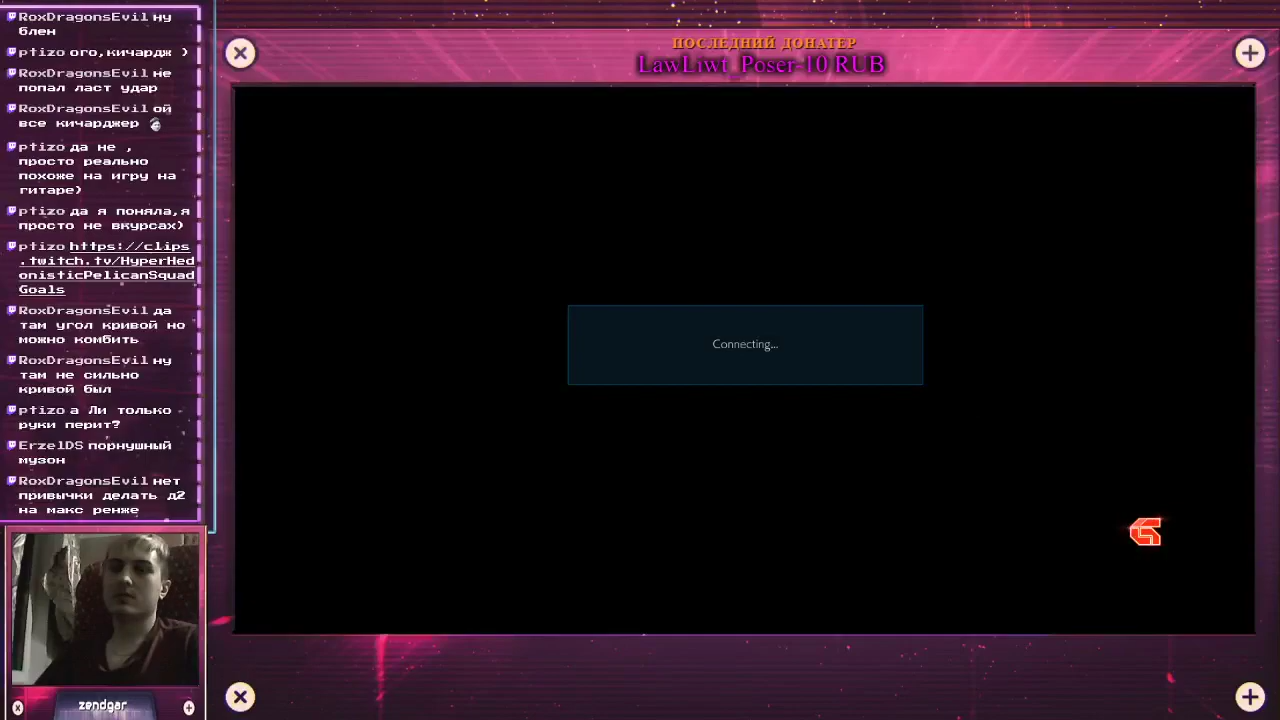 RoxDragonsEvil ну
блен
ptizo ого,
RoxDragonsEvil не
попал ласт удар
RoxDragonsEvil ой
все кичарджер
ptizo да не ,
просто реально
похоже на игру на
гитаре)
ptizo да я поняла,я
просто не вкурсах)
ptizo https://clips
.twitch.tv/HyperHed
onisticPelicanSquad
Goals
RoxDragonsEvil да
там угол кривой но
можно комбить
RoxDragonsEvil ну
там не сильно
кривой был
ptizo а Ли только
руки перит?
ErzelDS порнушный
музон
RoxDragonsEvil нет
привычки делать д2
на макс ренже
zendgar
ПОСЛЕДНИЙ ДОНАТЕР
LawLiwt_Poser-10 RUB
Connecting...